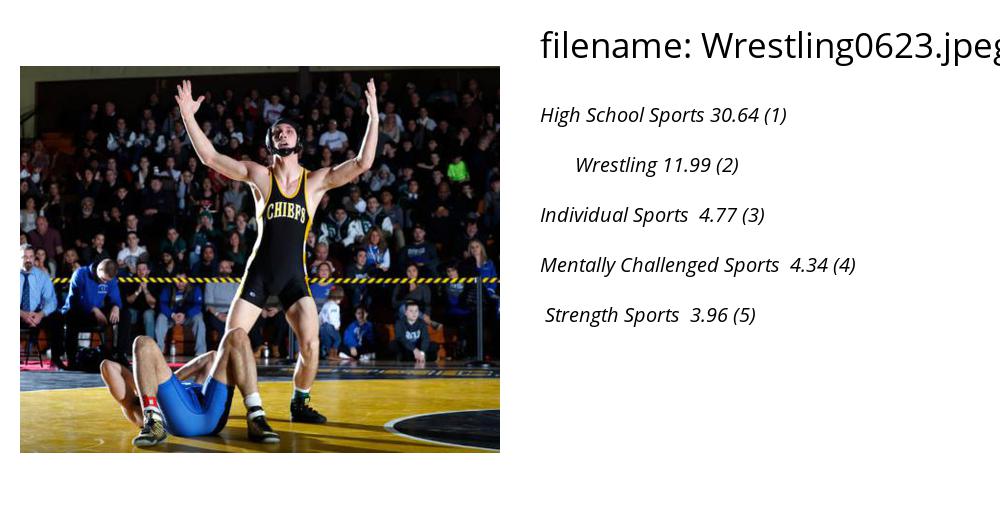 filename: Wrestling0623.jpeg
High School Sports 30.64 (1)
Wrestling 11.99 (2)
Individual Sports 4.77 (3)
Mentally Challenged Sports 4.34 (4)
Strength Sports 3.96 (5)
CHIEFS